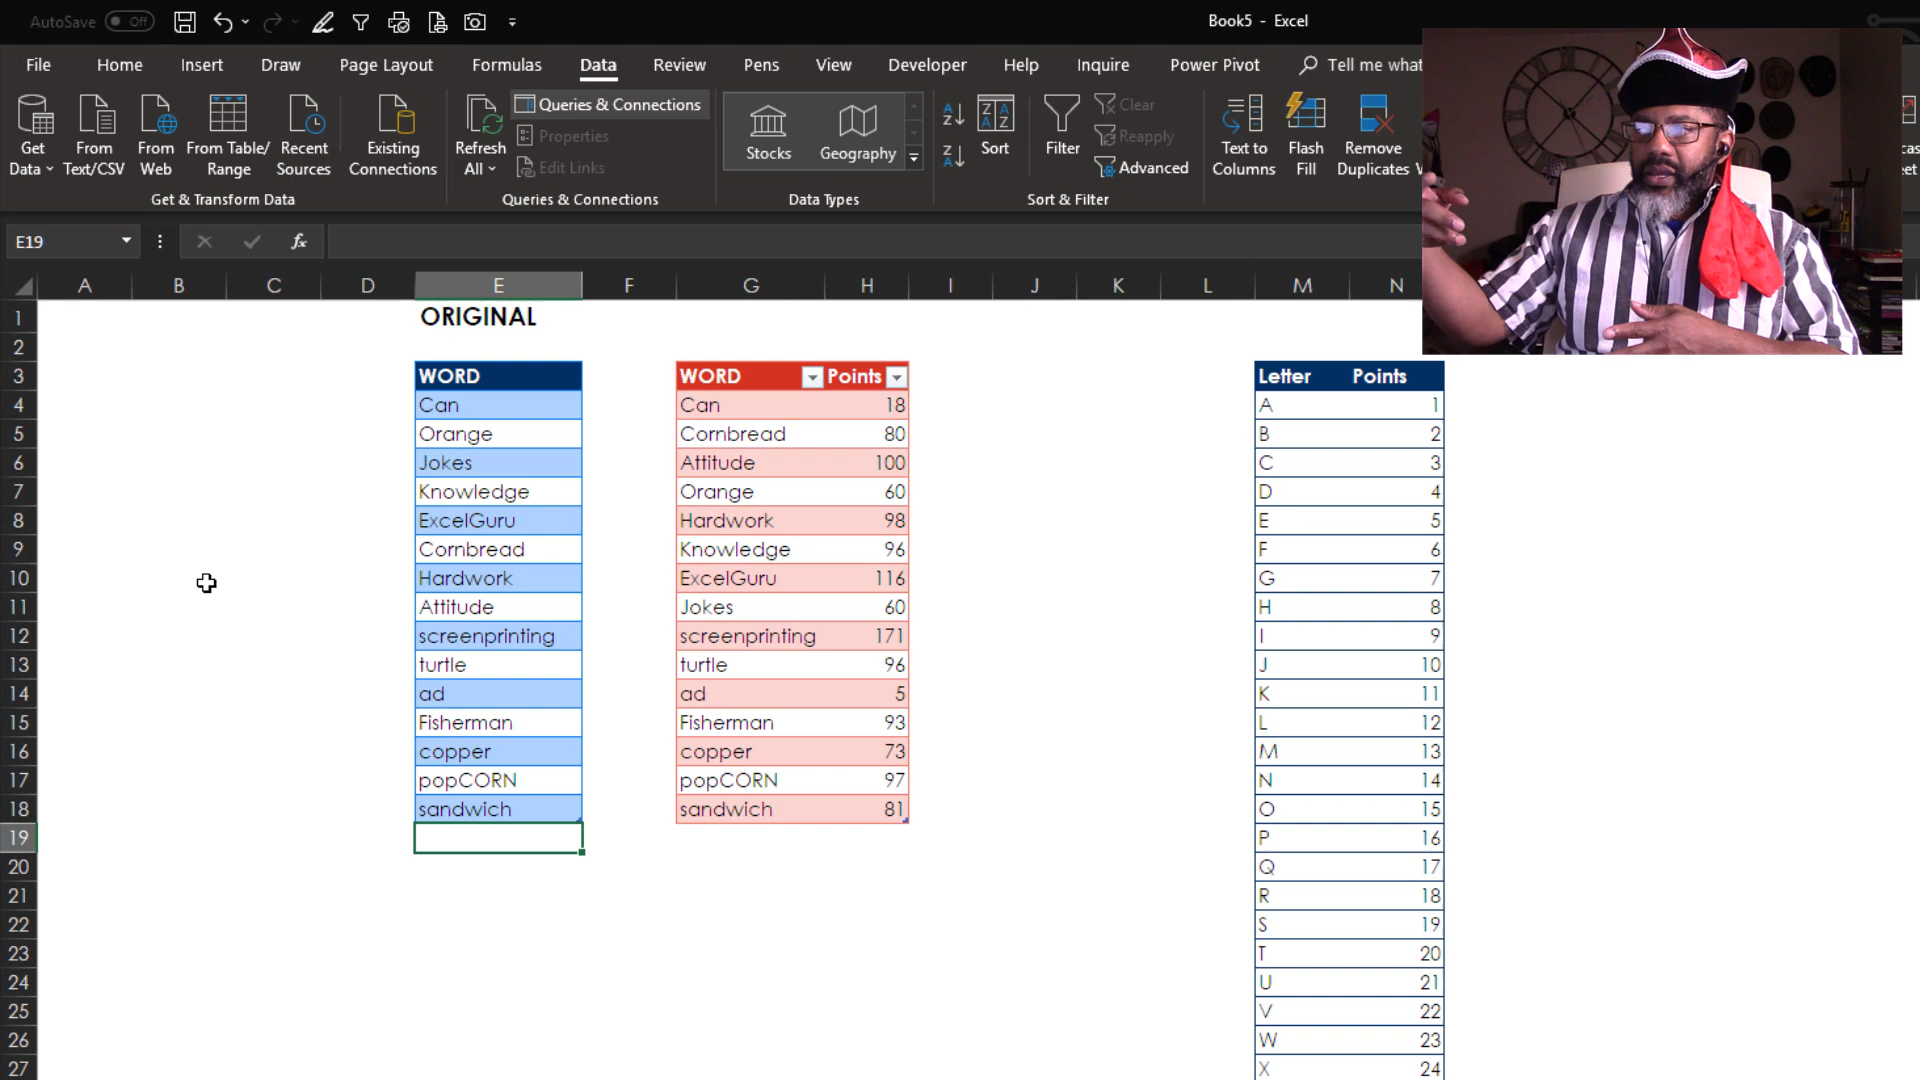 AutoSave Off
Book5 - Excel
File Home Insert Draw Page Layout Formulas Data Review Pens View Developer Help Inquire Power Pivot Tell me what
Get Data
From Text/CSV
From Web
From Table/ Range
Recent Sources
Existing Connections
Get & Transform Data
Refresh All
Queries & Connections
Properties
Edit Links
Queries & Connections
Stocks
Geography
Data Types
Sort
Filter
Clear
Reapply
Advanced
Sort & Filter
Text to Columns
Flash Fill
Remove Duplicates
E19
fx
A B C D E F G H I J K L M N
1 ORIGINAL
2
3 WORD WORD Points Letter Points
4 Can Can 18 A 1
5 Orange Cornbread 80 B 2
6 Jokes Attitude 100 C 3
7 Knowledge Orange 60 D 4
8 ExcelGuru Hardwork 98 E 5
9 Cornbread Knowledge 96 F 6
10 Hardwork ExcelGuru 116 G 7
11 Attitude Jokes 60 H 8
12 screenprinting screenprinting 171 I 9
13 turtle turtle 96 J 10
14 ad ad 5 K 11
15 Fisherman Fisherman 93 L 12
16 copper copper 73 M 13
17 popCORN popCORN 97 N 14
18 sandwich sandwich 81 O 15
19 P 16
20 Q 17
21 R 18
22 S 19
23 T 20
24 U 21
25 V 22
26 W 23
27 X 24